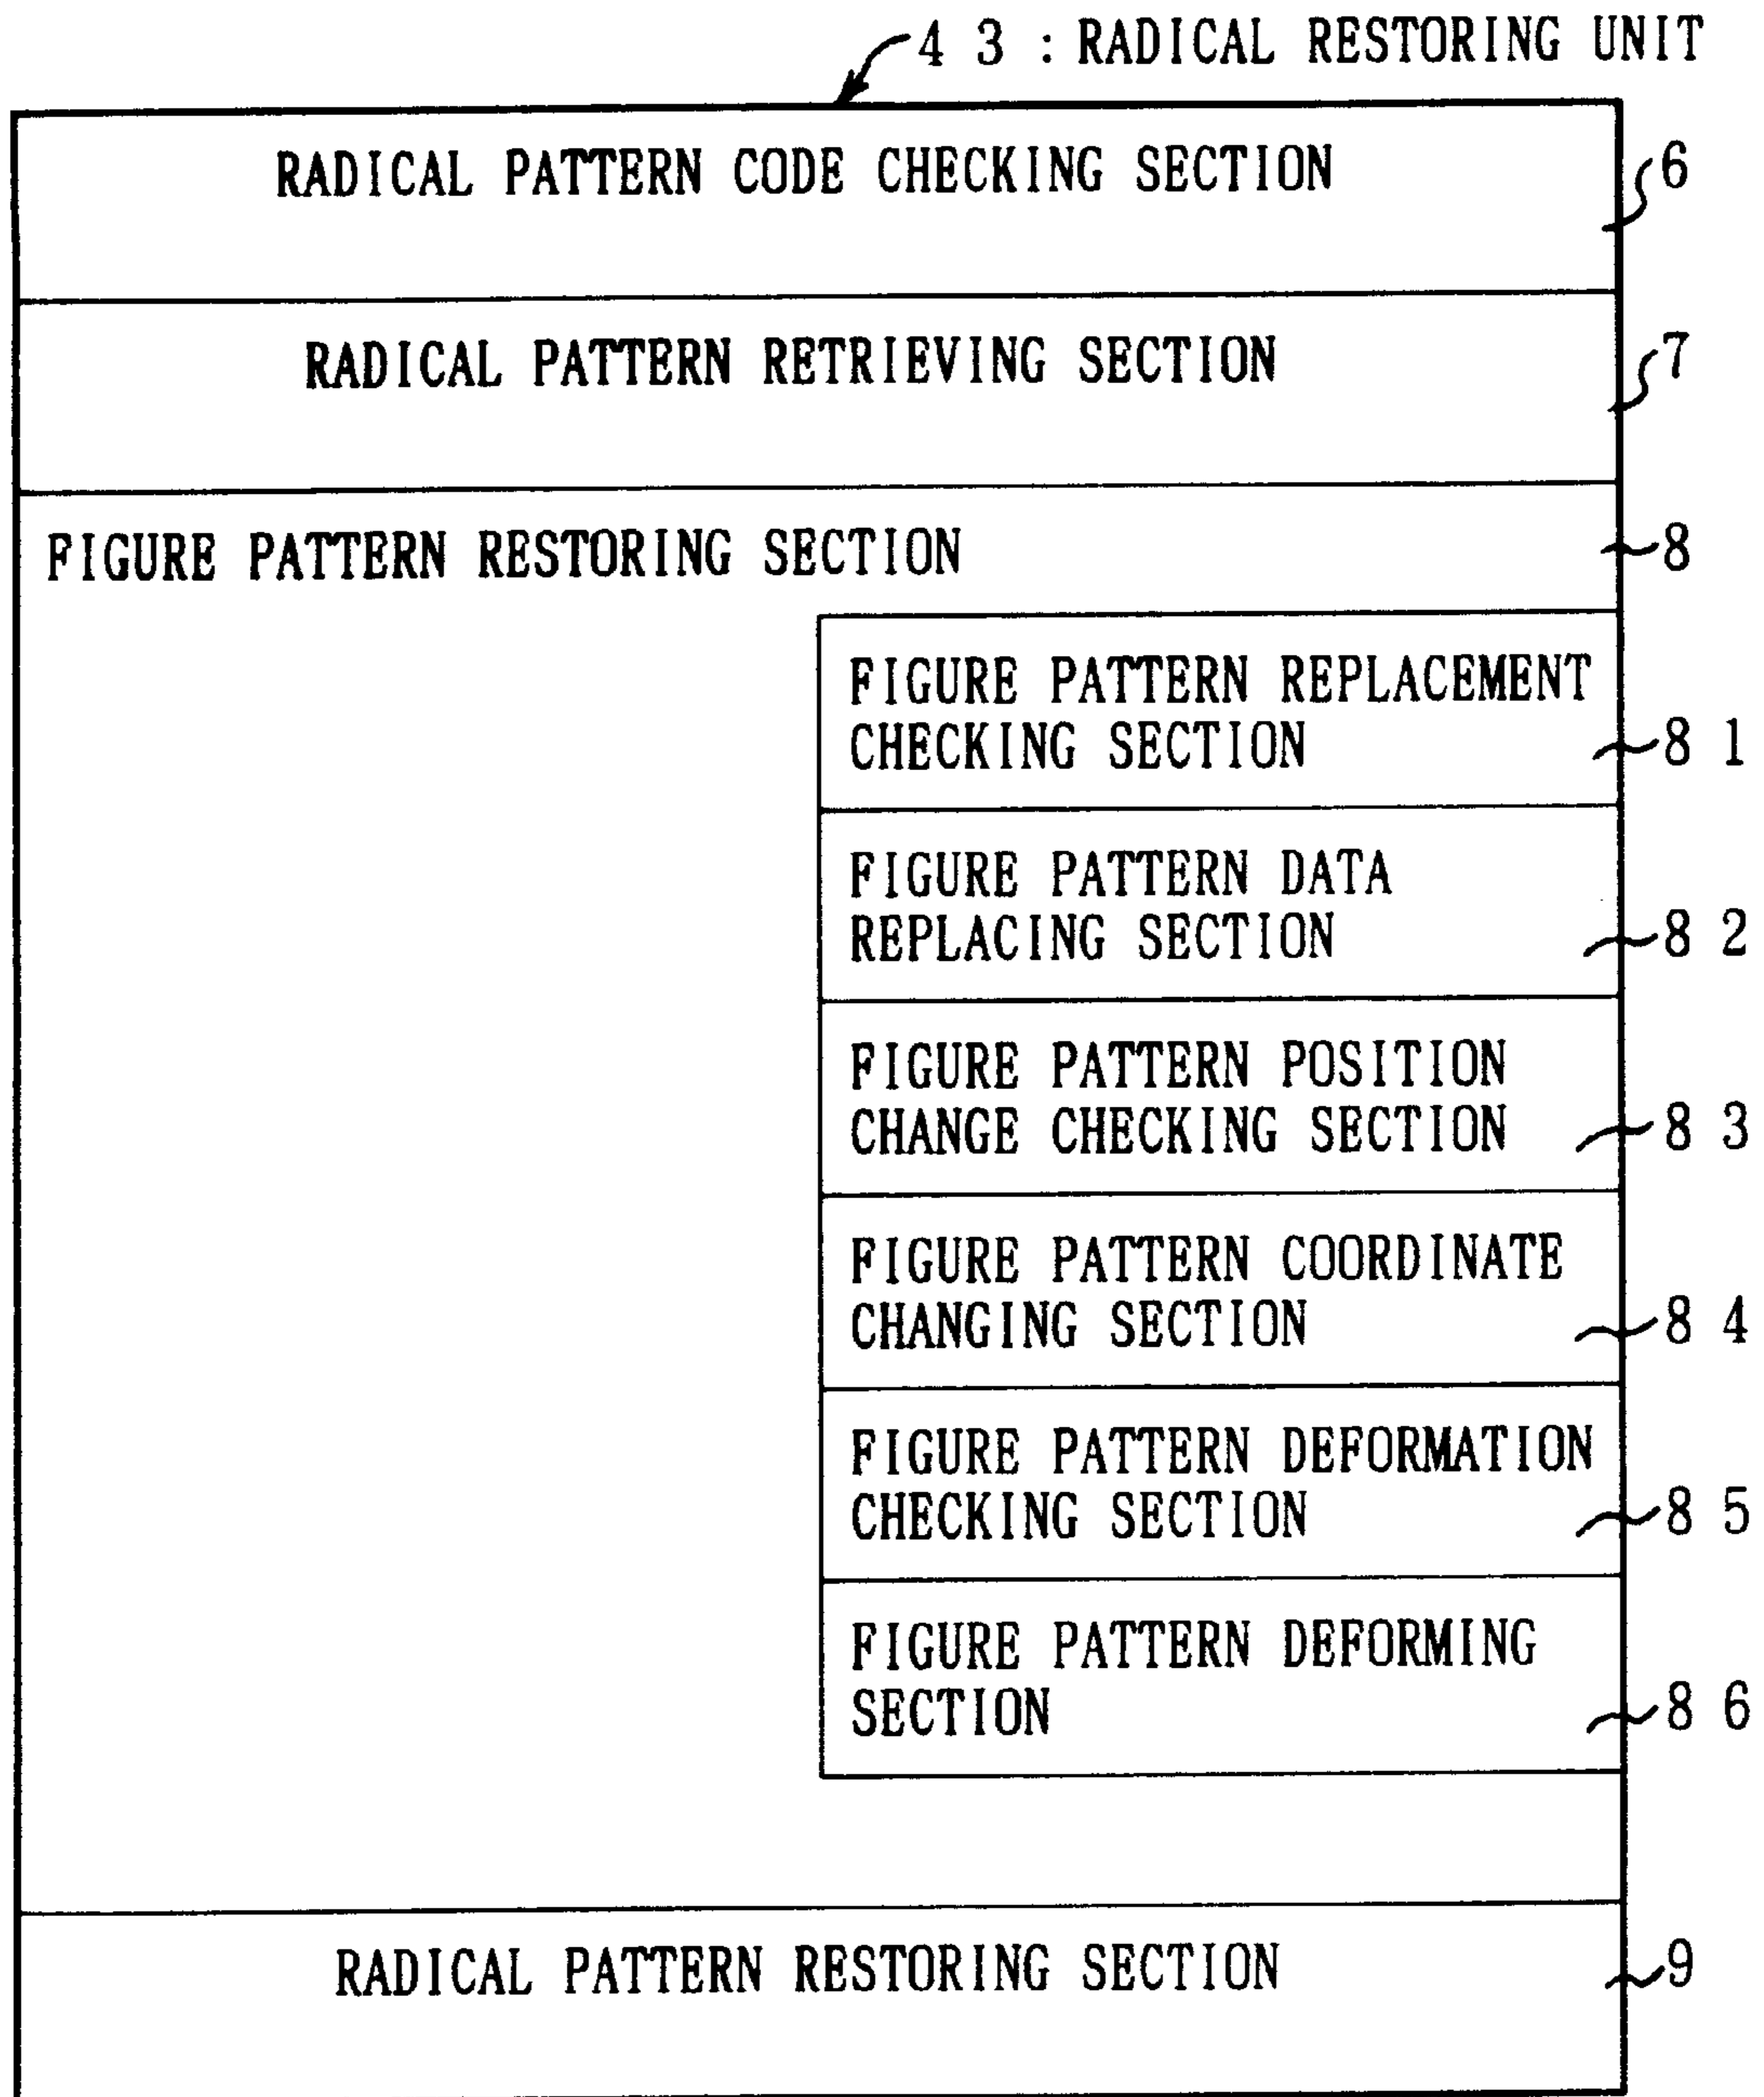 43 : RADICAL RESTORING UNIT
RADICAL PATTERN CODE CHECKING SECTION
6
RADICAL PATTERN RETRIEVING SECTION
7
FIGURE PATTERN RESTORING SECTION
8
FIGURE PATTERN REPLACEMENT
CHECKING SECTION
81
FIGURE PATTERN DATA
REPLACING SECTION
82
FIGURE PATTERN POSITION
CHANGE CHECKING SECTION
83
FIGURE PATTERN COORDINATE
CHANGING SECTION
84
FIGURE PATTERN DEFORMATION
CHECKING SECTION
85
FIGURE PATTERN DEFORMING
SECTION
86
RADICAL PATTERN RESTORING SECTION
9